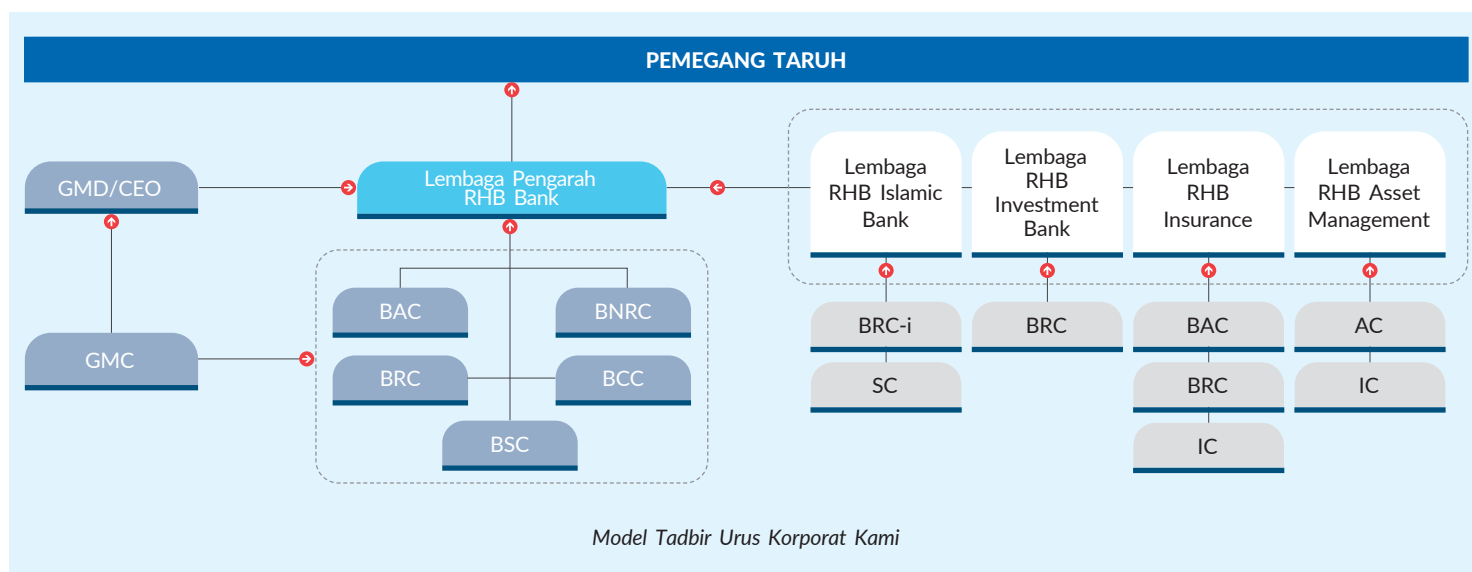 PEMEGANG TARUH
GMD/CEO
Lembaga Pengarah
RHB Bank
Lembaga
RHB Islamic
Bank
Lembaga
RHB
Investment
Bank
Lembaga
RHB
Insurance
Lembaga
RHB Asset
Management
GMC
BAC
BNRC
BRC
BCC
BSC
BRC-i
SC
BRC
BAC
BRC
IC
AC
IC
Model Tadbir Urus Korporat Kami